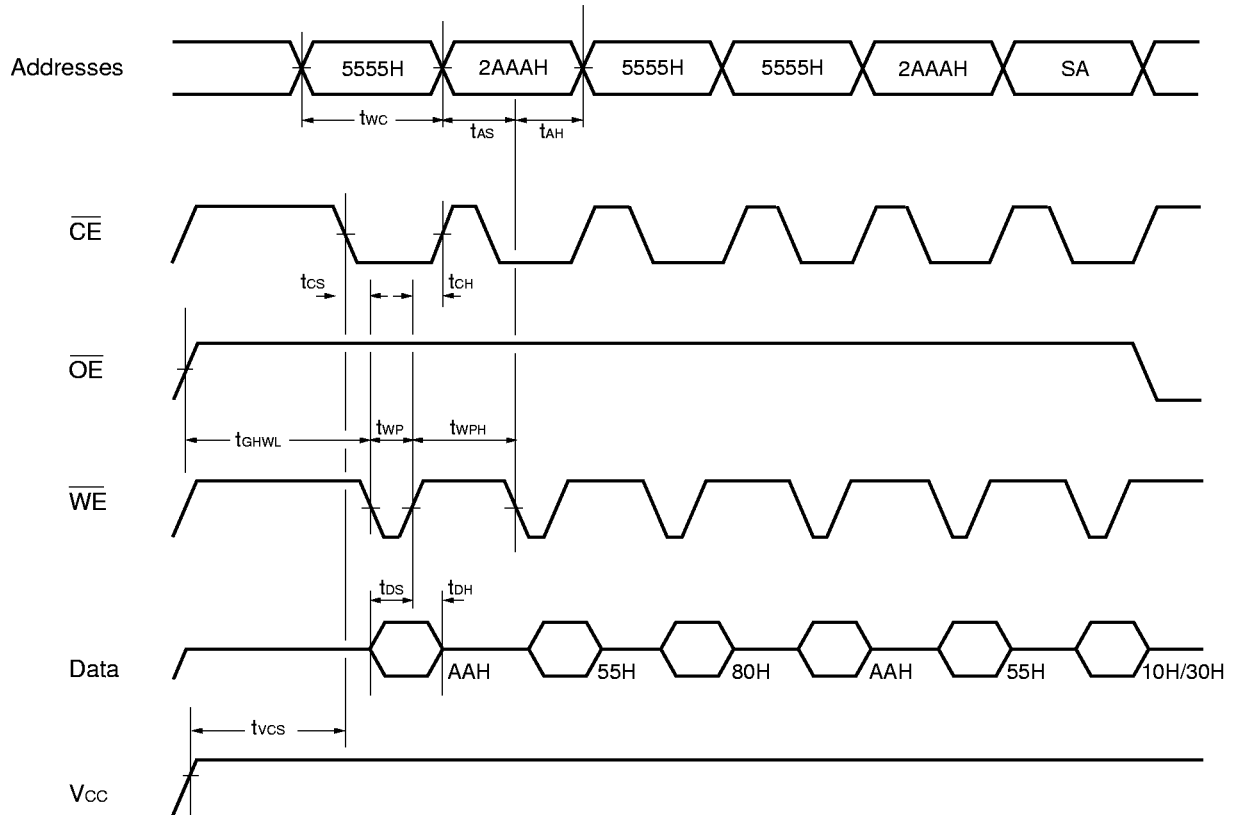 Addresses 5555H 2AAAH 5555H 5555H 2AAAH SA
tWC tAS tAH
CE
tCS tCH
OE
tGHWL tWP tWPH
WE
tDS tDH
Data AAH 55H 80H AAH 55H 10H/30H
tVCS
VCC